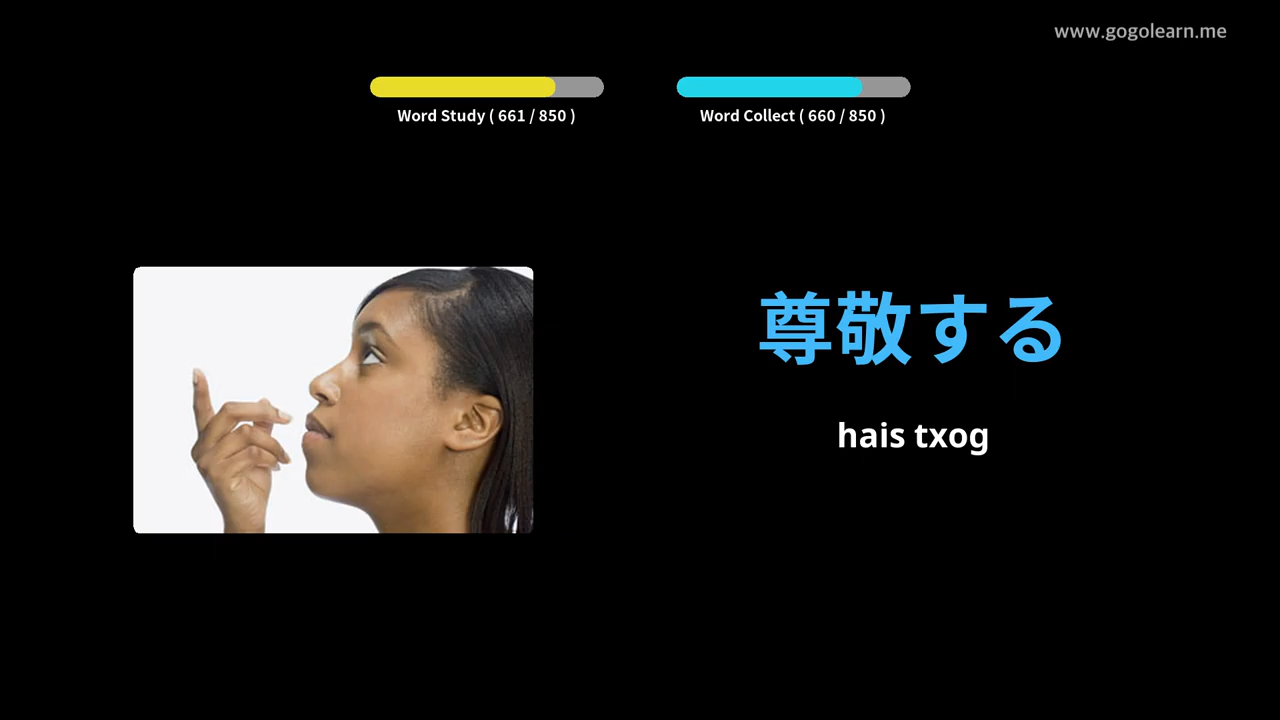 www.gogolearn.me
Word Study ( 661 / 850 )
Word Collect ( 660 / 850 )
尊敬する
hais txog